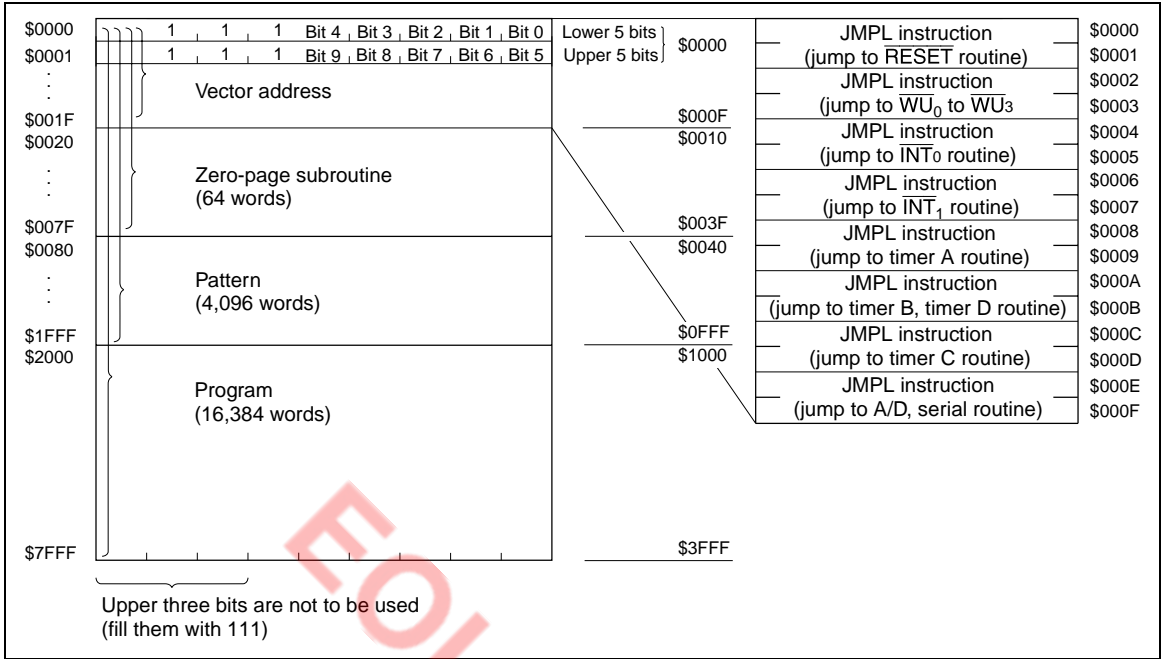 $0000 1 1 1 Bit 4 Bit 3 Bit 2 Bit 1 Bit 0 Lower 5 bits
$0001 1 1 1 Bit 9 Bit 8 Bit 7 Bit 6 Bit 5 Upper 5 bits
$0000
Vector address
$001F
$000F
$0020
$0010
Zero-page subroutine
(64 words)
$007F
$003F
$0080
$0040
Pattern
(4,096 words)
$1FFF
$0FFF
$2000
$1000
Program
(16,384 words)
$7FFF
$3FFF
Upper three bits are not to be used
(fill them with 111)
JMPL instruction $0000
(jump to RESET routine) $0001
JMPL instruction $0002
(jump to WU0 to WU3 $0003
JMPL instruction $0004
(jump to INT0 routine) $0005
JMPL instruction $0006
(jump to INT1 routine) $0007
JMPL instruction $0008
(jump to timer A routine) $0009
JMPL instruction $000A
(jump to timer B, timer D routine) $000B
JMPL instruction $000C
(jump to timer C routine) $000D
JMPL instruction $000E
(jump to A/D, serial routine) $000F